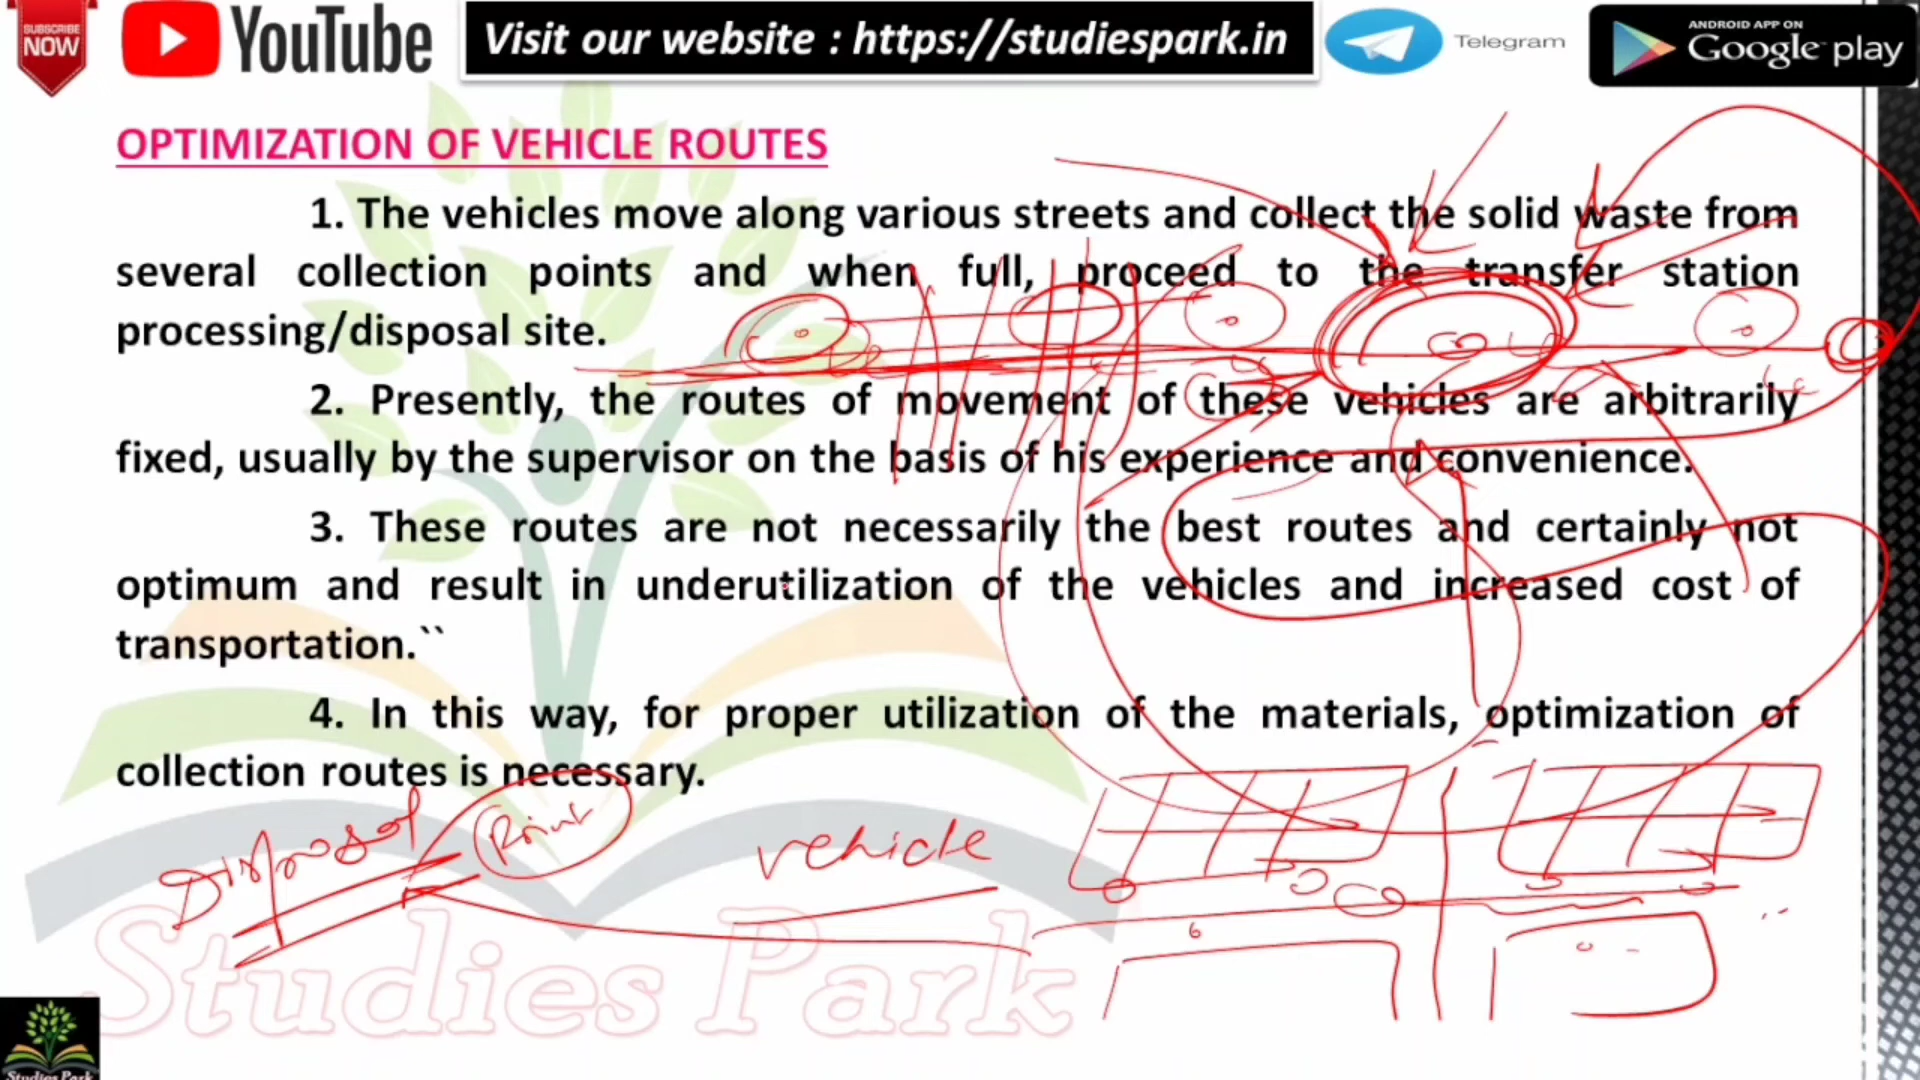 SUBSCRIBE
NOW
YouTube
Visit our website : https://studiespark.in
Telegram
ANDROID APP ON
Google play
OPTIMIZATION OF VEHICLE ROUTES
1. The vehicles move along various streets and collect the solid waste from
several collection points and when full, proceed to the transfer station
processing/disposal site.
2. Presently, the routes of movement of these vehicles are arbitrarily
fixed, usually by the supervisor on the basis of his experience and convenience.
3. These routes are not necessarily the best routes and certainly not
optimum and result in underutilization of the vehicles and increased cost of
transportation.``
4. In this way, for proper utilization of the materials, optimization of
collection routes is necessary.
Disposal
Point
vehicle
Studies Park
Studies Park